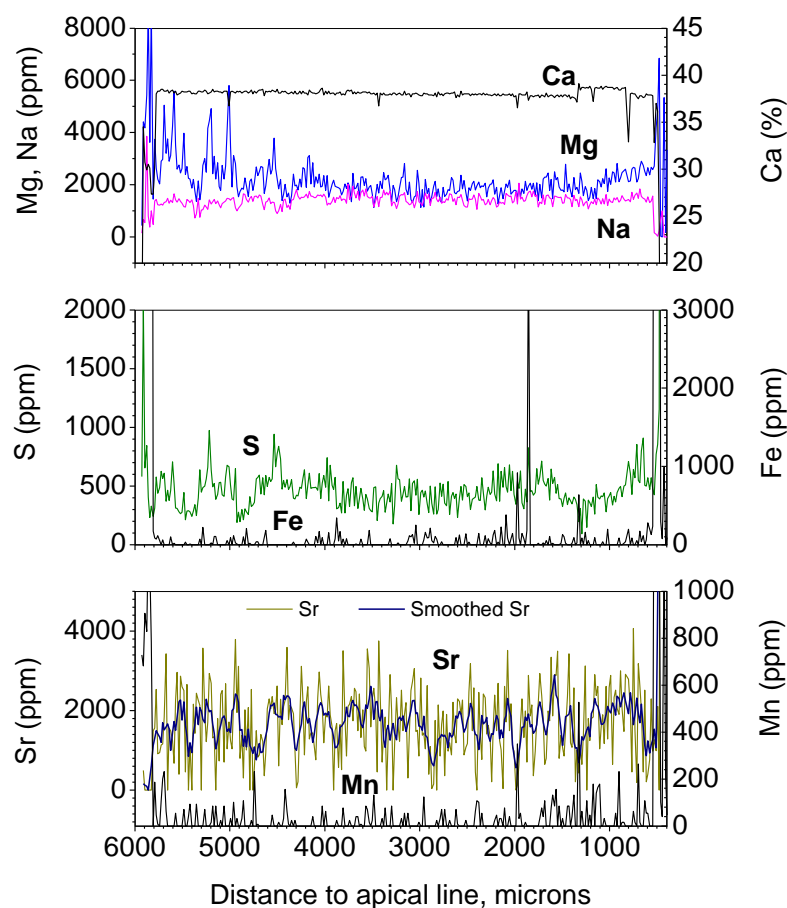 8000
6000
4000
2000
0
Mg, Na (ppm)
45
40
35
30
25
20
Ca (%)
Ca
Mg
Na
2000
1500
1000
500
0
S (ppm)
3000
2000
1000
0
Fe (ppm)
S
Fe
4000
2000
0
Sr (ppm)
1000
800
600
400
200
0
Mn (ppm)
Sr
Smoothed Sr
Sr
Mn
6000 5000 4000 3000 2000 1000
Distance to apical line, microns